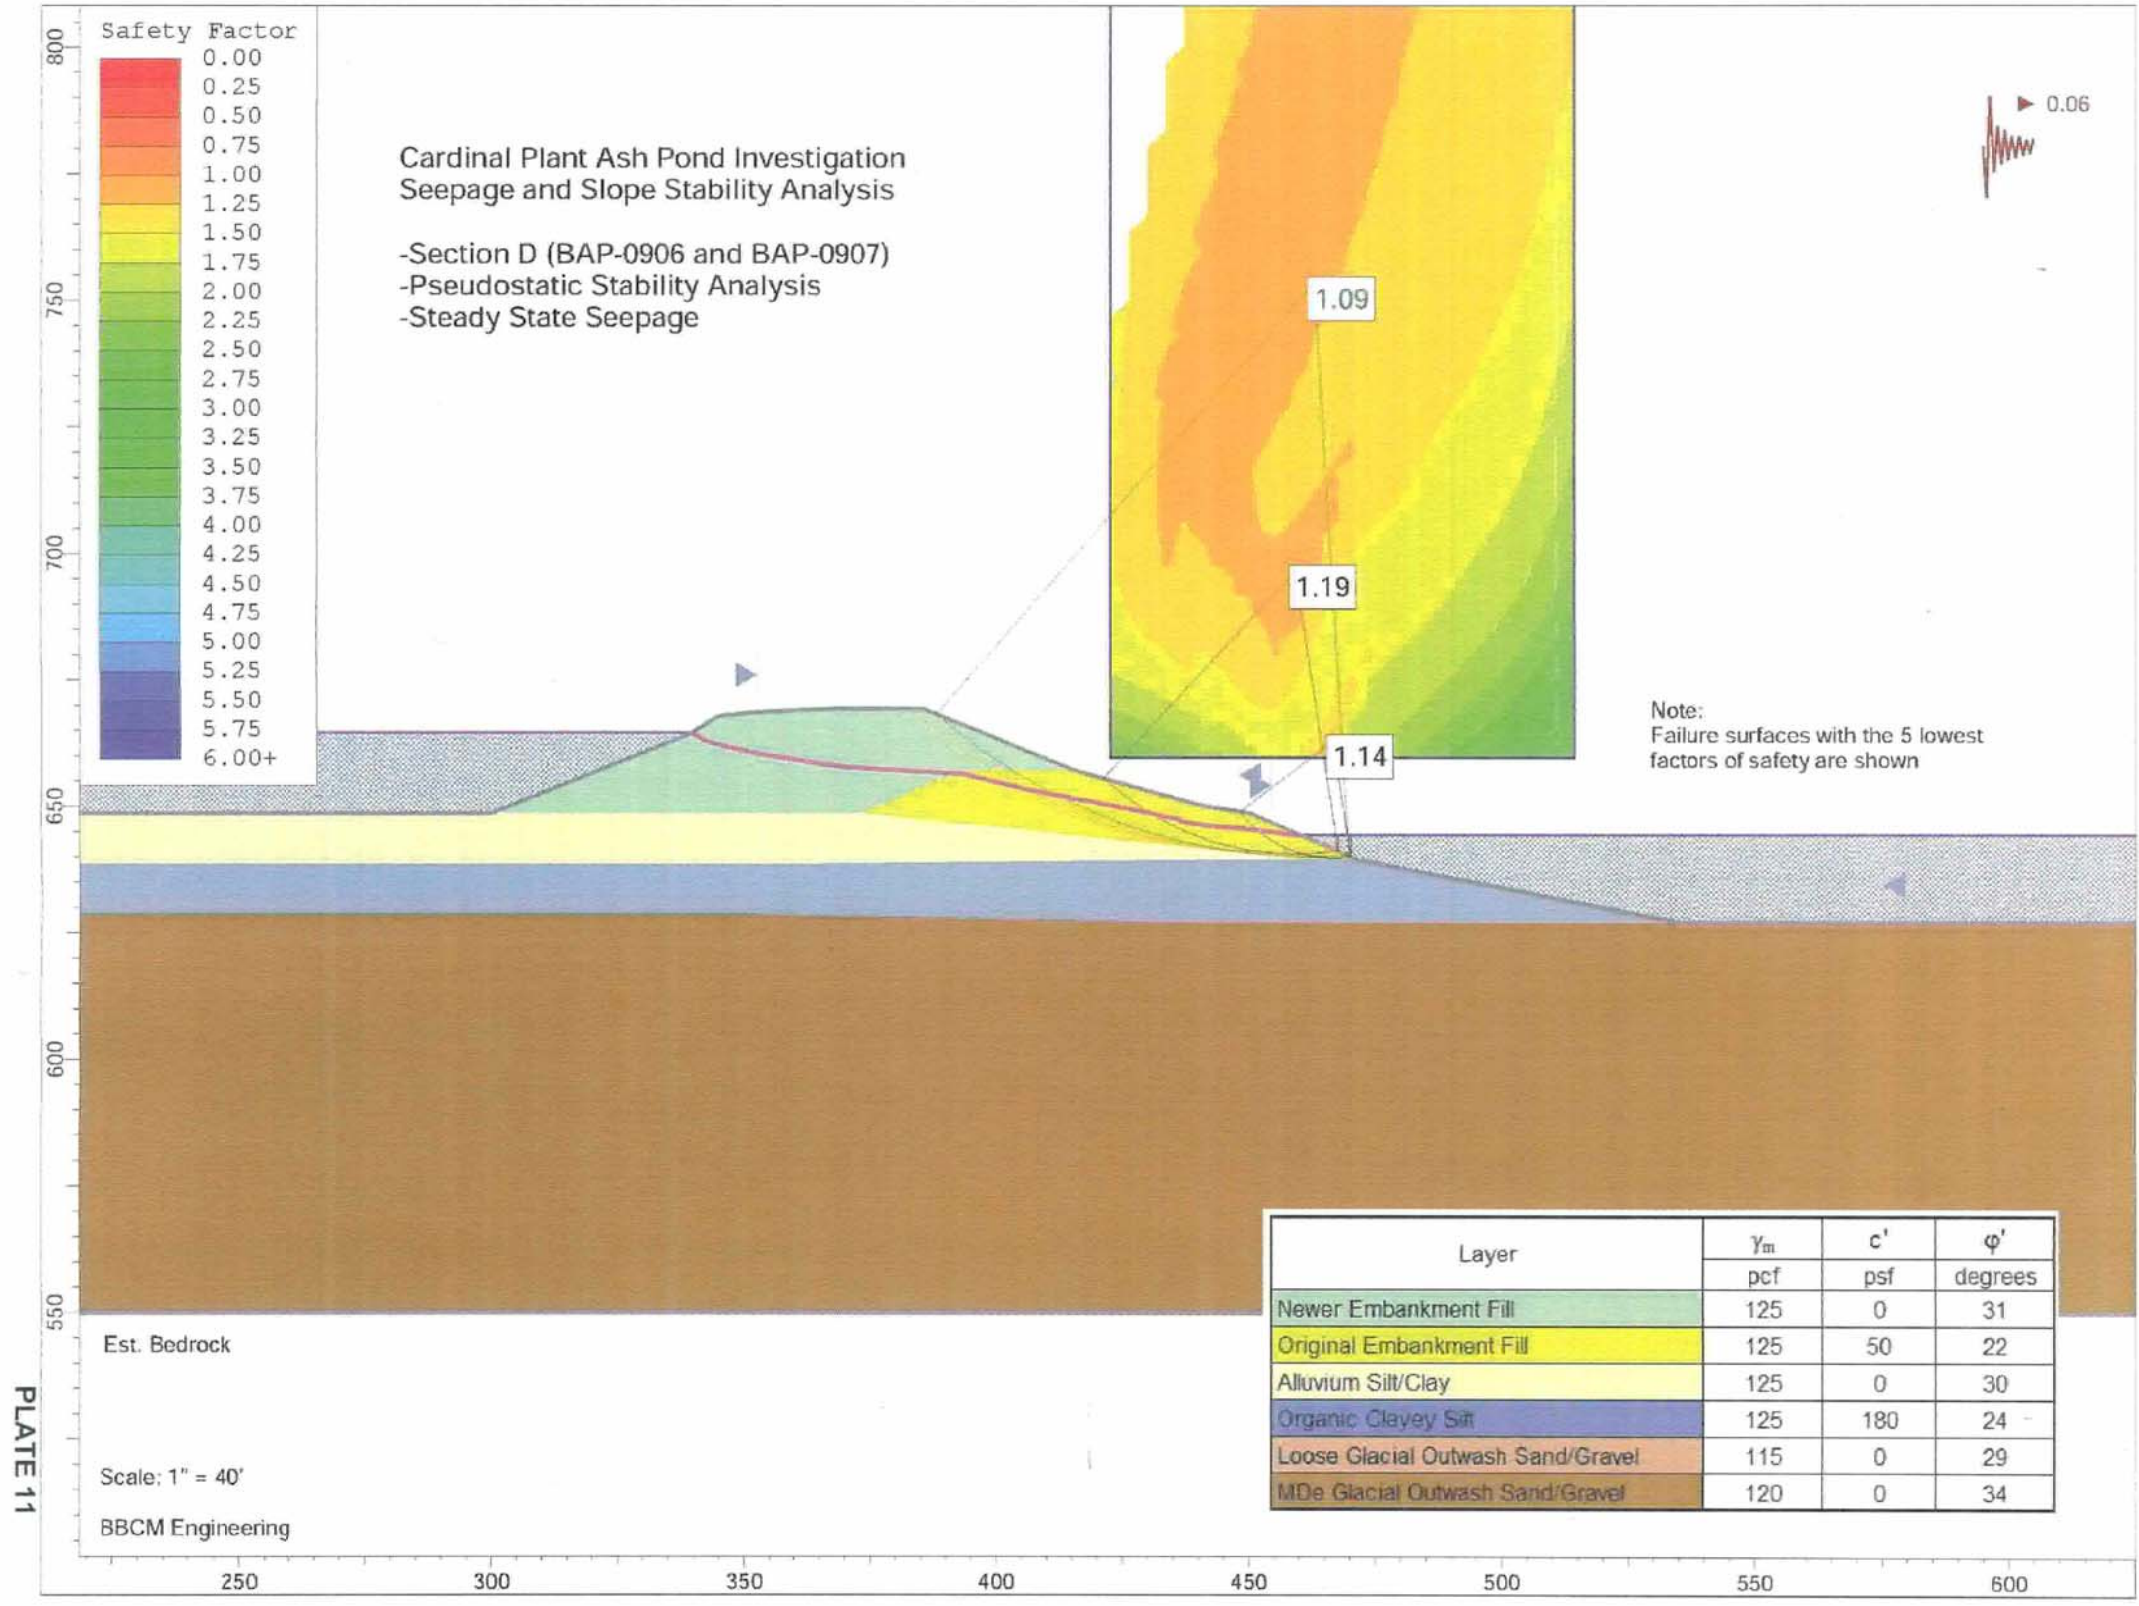 Safety Factor
0.00
0.25
0.50
0.75
1.00
1.25
1.50
1.75
2.00
2.25
2.50
2.75
3.00
3.25
3.50
3.75
4.00
4.25
4.50
4.75
5.00
5.25
5.50
5.75
6.00+
Cardinal Plant Ash Pond Investigation
Seepage and Slope Stability Analysis
-Section D (BAP-0906 and BAP-0907)
-Pseudostatic Stability Analysis
-Steady State Seepage
0.06
1.09
1.19
1.14
Note:
Failure surfaces with the 5 lowest
factors of safety are shown
800
750
700
650
600
550
Layer γm c' φ'
pcf psf degrees
Newer Embankment Fill 125 0 31
Original Embankment Fill 125 50 22
Alluvium Silt/Clay 125 0 30
Organic Clayey Silt 125 180 24
Loose Glacial Outwash Sand/Gravel 115 0 29
MDe Glacial Outwash Sand/Gravel 120 0 34
Est. Bedrock
Scale: 1" = 40'
BBCM Engineering
PLATE 11
250 300 350 400 450 500 550 600